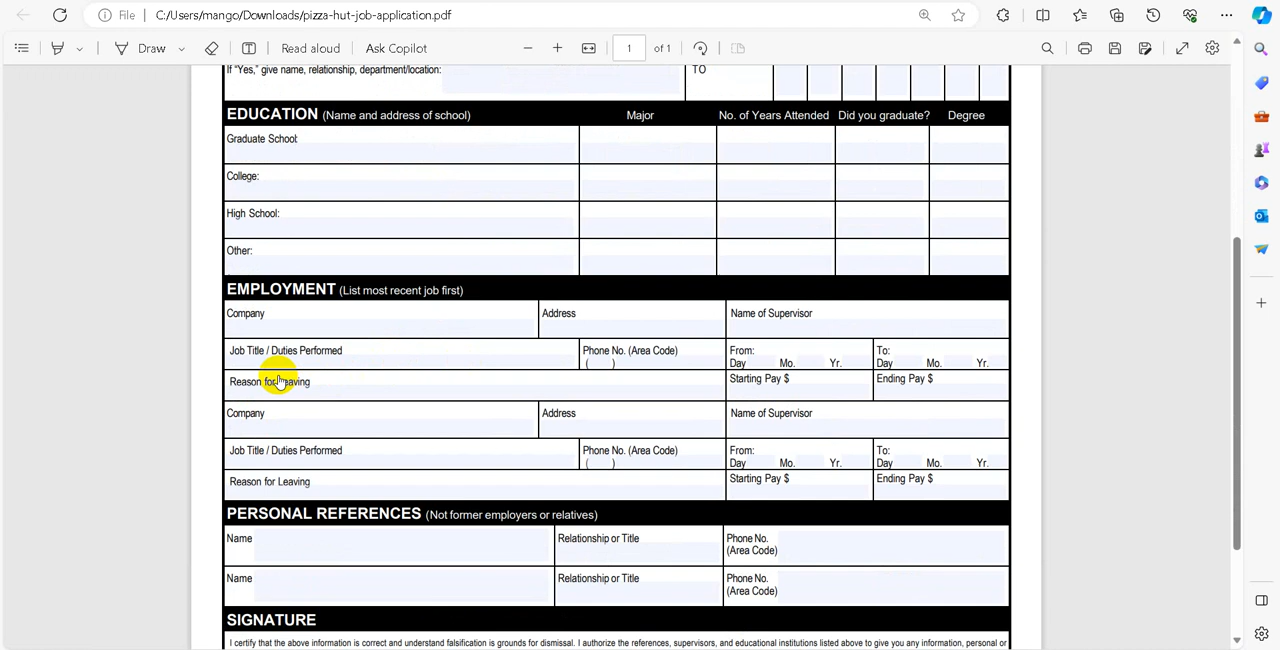 File C:/Users/mango/Downloads/pizza-hut-job-application.pdf
Draw Read aloud Ask Copilot 1 of 1
If "Yes," give name, relationship, department/location: TO
EDUCATION (Name and address of school) Major No. of Years Attended Did you graduate? Degree
Graduate School:
College:
High School:
Other:
EMPLOYMENT (List most recent job first)
Company Address Name of Supervisor
Job Title / Duties Performed Phone No. (Area Code) From: To:
( ) Day Mo. Yr. Day Mo. Yr.
Reason for Leaving Starting Pay $ Ending Pay $
Company Address Name of Supervisor
Job Title / Duties Performed Phone No. (Area Code) From: To:
( ) Day Mo. Yr. Day Mo. Yr.
Reason for Leaving Starting Pay $ Ending Pay $
PERSONAL REFERENCES (Not former employers or relatives)
Name Relationship or Title Phone No.
(Area Code)
Name Relationship or Title Phone No.
(Area Code)
SIGNATURE
I certify that the above information is correct and understand falsification is grounds for dismissal. I authorize the references, supervisors, and educational institutions listed above to give you any information, personal or